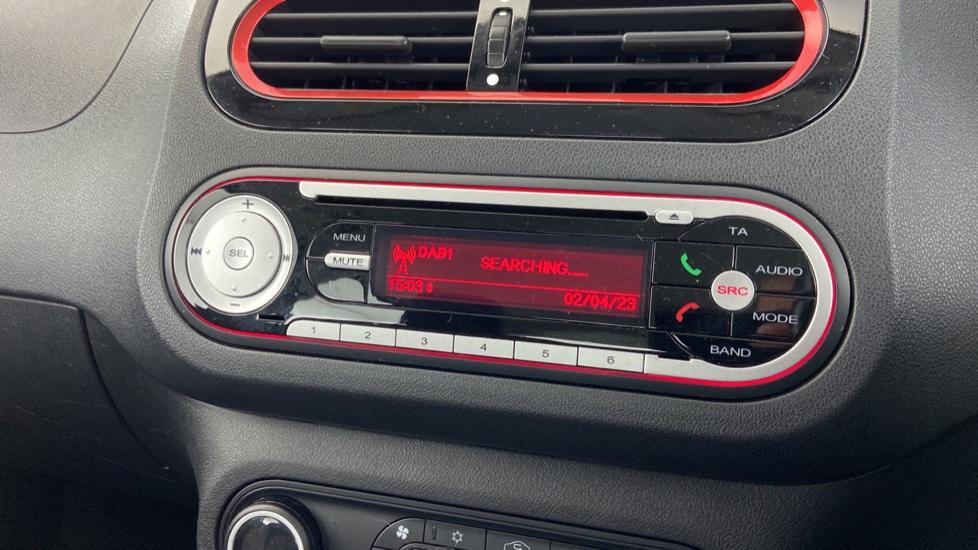 +
SEL
−
MENU
MUTE
DAB1
SEARCHING......
15:03
02/04/23
TA
AUDIO
SRC
MODE
BAND
1 2 3 4 5 6